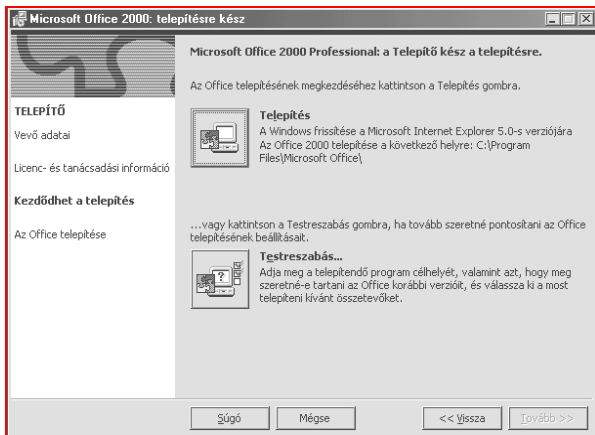 Microsoft Office 2000: telepítésre kész
Microsoft Office 2000 Professional: a Telepítő kész a telepítésre.
Az Office telepítésének megkezdéséhez kattintson a Telepítés gombra.
TELEPÍTŐ
Vevő adatai
Licenc- és tanácsadási információ
Kezdődhet a telepítés
Az Office telepítése
Telepítés
A Windows frissítése a Microsoft Internet Explorer 5.0-s verziójára
Az Office 2000 telepítése a következő helyre: C:\Program
Files\Microsoft Office\
...vagy kattintson a Testreszabás gombra, ha tovább szeretné pontosítani az Office
telepítésének beállításait.
Testreszabás...
Adja meg a telepítendő program célhelyét, valamint azt, hogy meg
szeretné-e tartani az Office korábbi verzióit, és válassza ki a most
telepíteni kívánt összetevőket.
Súgó
Mégse
<< Vissza
Tovább >>